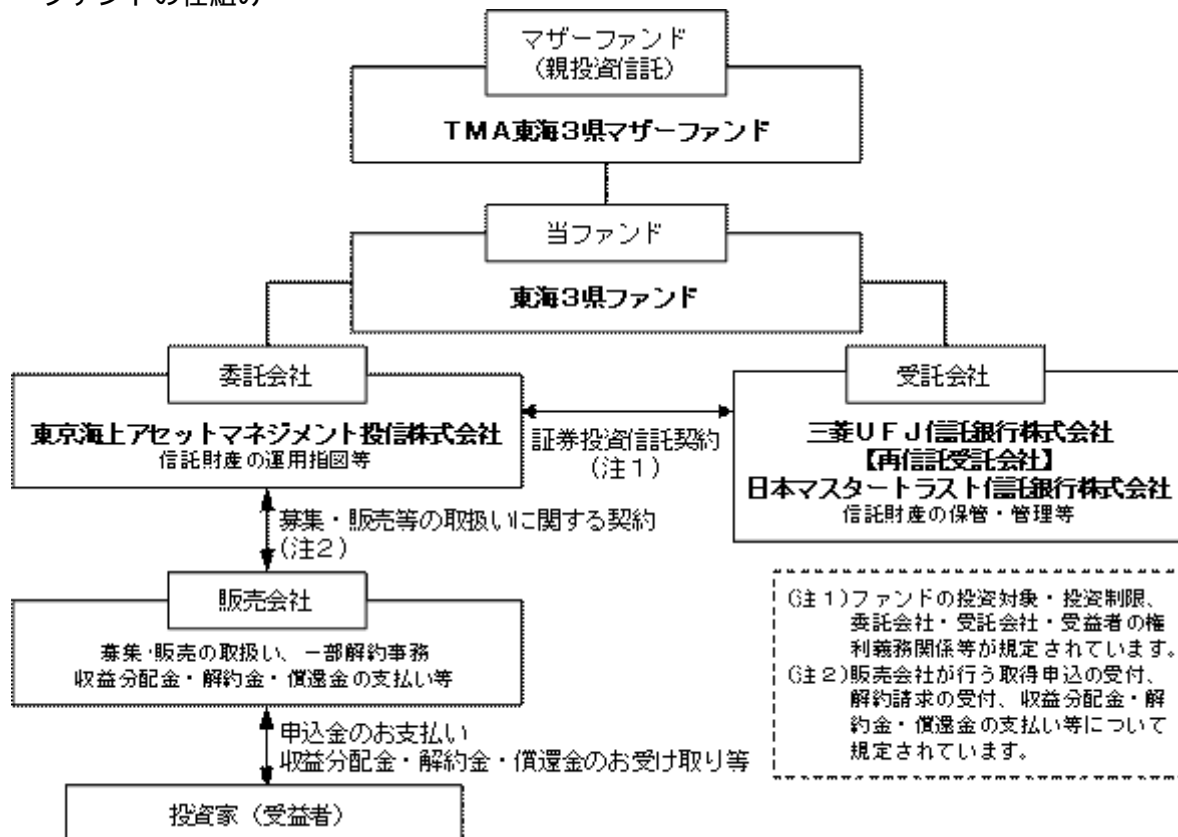 ファンドの仕組み
マザーファンド
（親投資信託）
ＴＭＡ東海３県マザーファンド
当ファンド
東海３県ファンド
委託会社
東京海上アセットマネジメント投信株式会社
信託財産の運用指図等
証券投資信託契約
（注１）
受託会社
三菱ＵＦＪ信託銀行株式会社
【再信託受託会社】
日本マスタートラスト信託銀行株式会社
信託財産の保管・管理等
募集・販売等の取扱いに関する契約
（注２）
販売会社
募集・販売の取扱い、一部解約事務
収益分配金・解約金・償還金の支払い等
申込金のお支払い
収益分配金・解約金・償還金のお受け取り等
投資家（受益者）
（注１）ファンドの投資対象・投資制限、
委託会社・受託会社・受益者の権
利義務関係等が規定されています。
（注２）販売会社が行う取得申込の受付、
解約請求の受付、収益分配金・解
約金・償還金の支払い等について
規定されています。